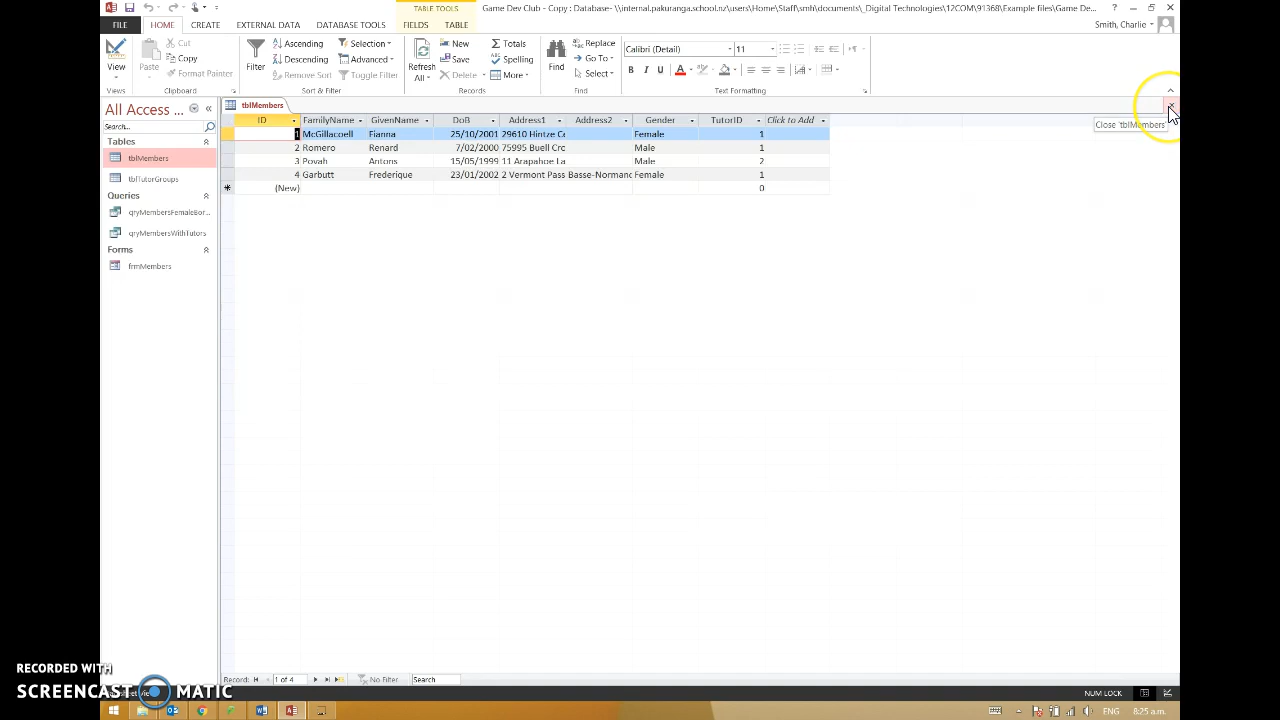 TABLE TOOLS
Game Dev Club - Copy : Database- \\internal.pakuranga.school.nz\users\Home\Staff\smit\documents\_Digital Technologies\12COM\91368\Example files\Game De...
FILE HOME CREATE EXTERNAL DATA DATABASE TOOLS FIELDS TABLE
Smith, Charlie
View
Views
Paste
Cut
Copy
Format Painter
Clipboard
Filter
Ascending
Descending
Remove Sort
Selection
Advanced
Toggle Filter
Sort & Filter
Refresh
All
New
Save
Delete
Totals
Spelling
More
Records
Find
Replace
Go To
Select
Find
Calibri (Detail) 11
B I U A
Text Formatting
All Access ...
Search...
Tables
tblMembers
tblTutorGroups
Queries
qryMembersFemaleBor...
qryMembersWithTutors
Forms
frmMembers
tblMembers
Close 'tblMembers'
ID FamilyName GivenName DoB Address1 Address2 Gender TutorID Click to Add
1 McGillacoell Fianna 25/10/2001 29610 Hintze Ce Female 1
2 Romero Renard 7/02/2000 75995 Buell Crc Male 1
3 Povah Antons 15/05/1999 11 Arapahoe La Male 2
4 Garbutt Frederique 23/01/2002 2 Vermont Pass Basse-Normanc Female 1
(New) 0
Record: 1 of 4 No Filter Search
RECORDED WITH
SCREENCAST MATIC
NUM LOCK
ENG 8:25 a.m.